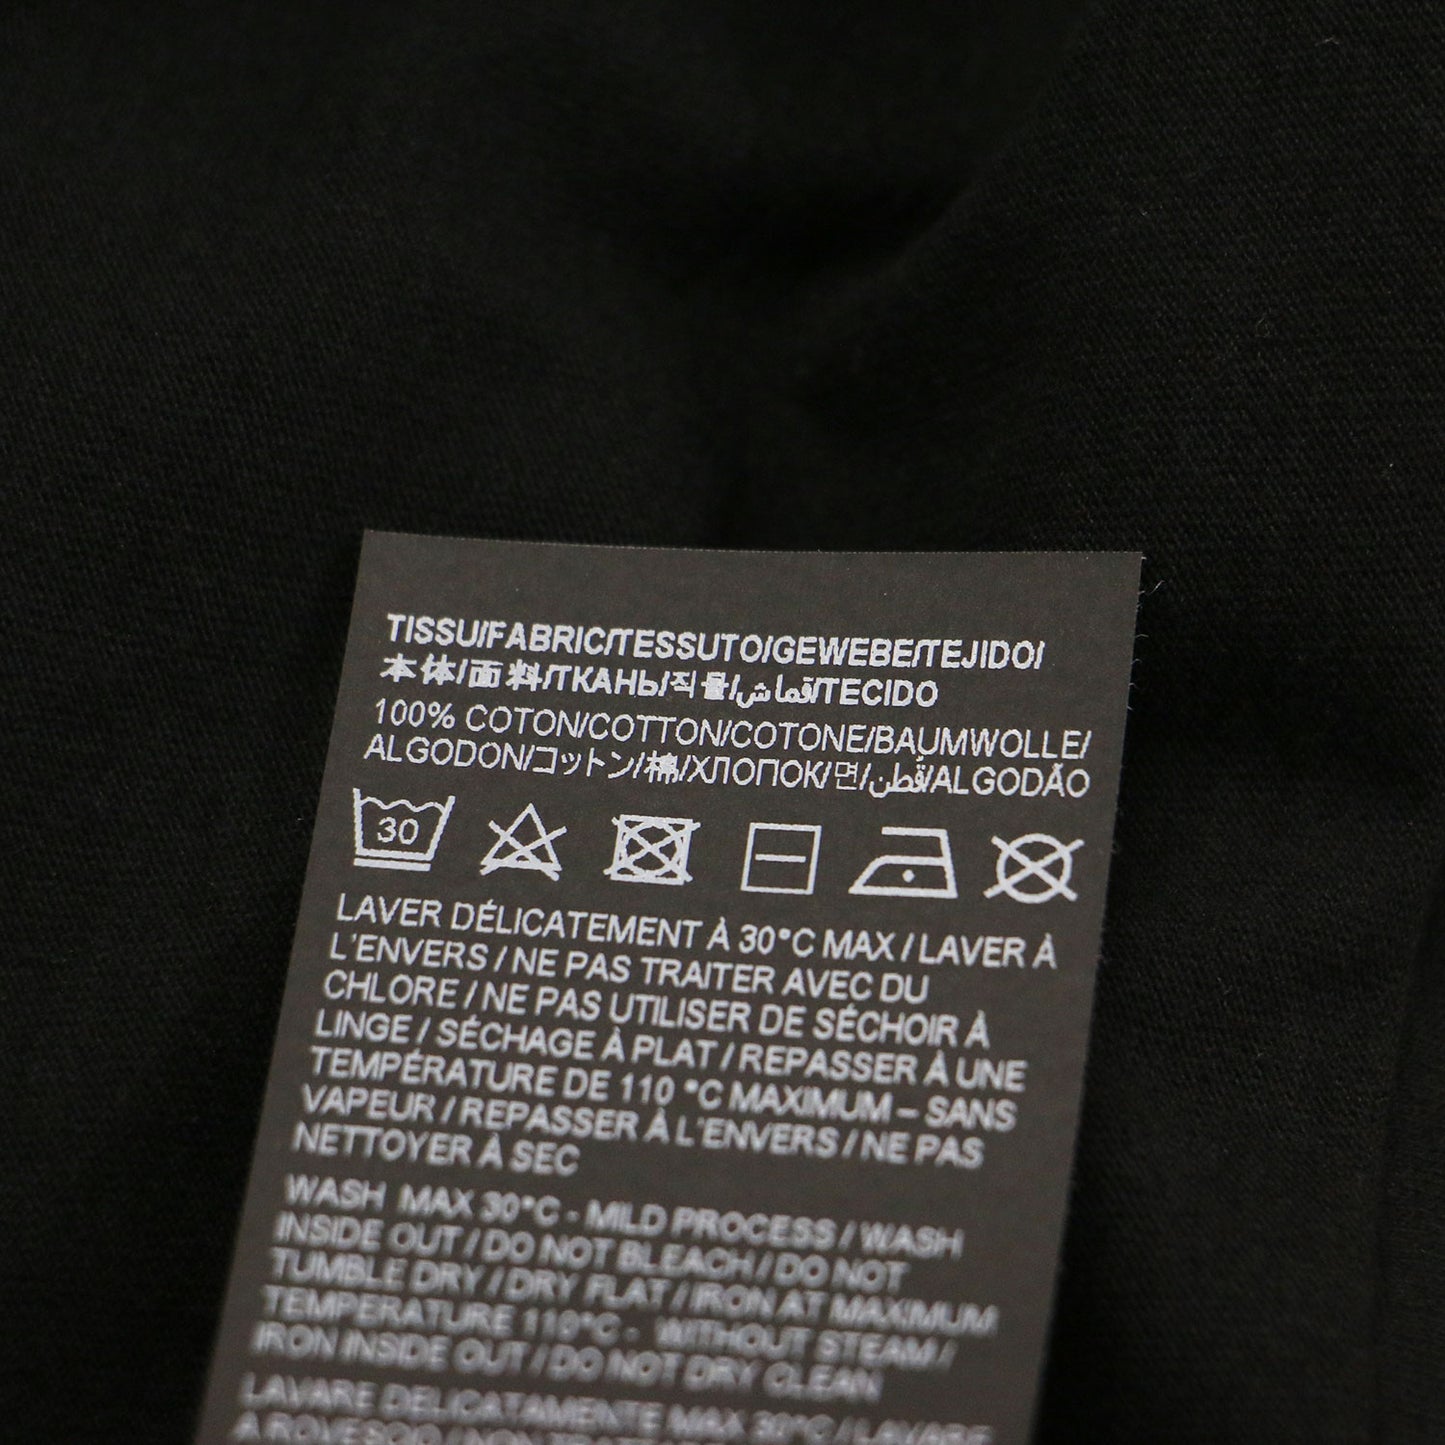 TISSU/FABRIC/TESSUTO/GEWEBE/TEJIDO/
本体/面料/ТКАНЬ/직물/قماش/TECIDO
100% COTON/COTTON/COTONE/BAUMWOLLE/
ALGODON/コットン/棉/ХЛОПОК/면/قُطن/ALGODÃO
30
LAVER DÉLICATEMENT À 30°C MAX / LAVER À
L'ENVERS / NE PAS TRAITER AVEC DU
CHLORE / NE PAS UTILISER DE SÉCHOIR À
LINGE / SÉCHAGE À PLAT / REPASSER À UNE
TEMPÉRATURE DE 110 °C MAXIMUM – SANS
VAPEUR / REPASSER À L'ENVERS / NE PAS
NETTOYER À SEC
WASH MAX 30°C - MILD PROCESS / WASH
INSIDE OUT / DO NOT BLEACH / DO NOT
TUMBLE DRY / DRY FLAT / IRON AT MAXIMUM
TEMPERATURE 110°C - WITHOUT STEAM /
IRON INSIDE OUT / DO NOT DRY CLEAN
LAVARE DELICATAMENTE MAX 30°C / LAVARE
A ROVESCIO / NON